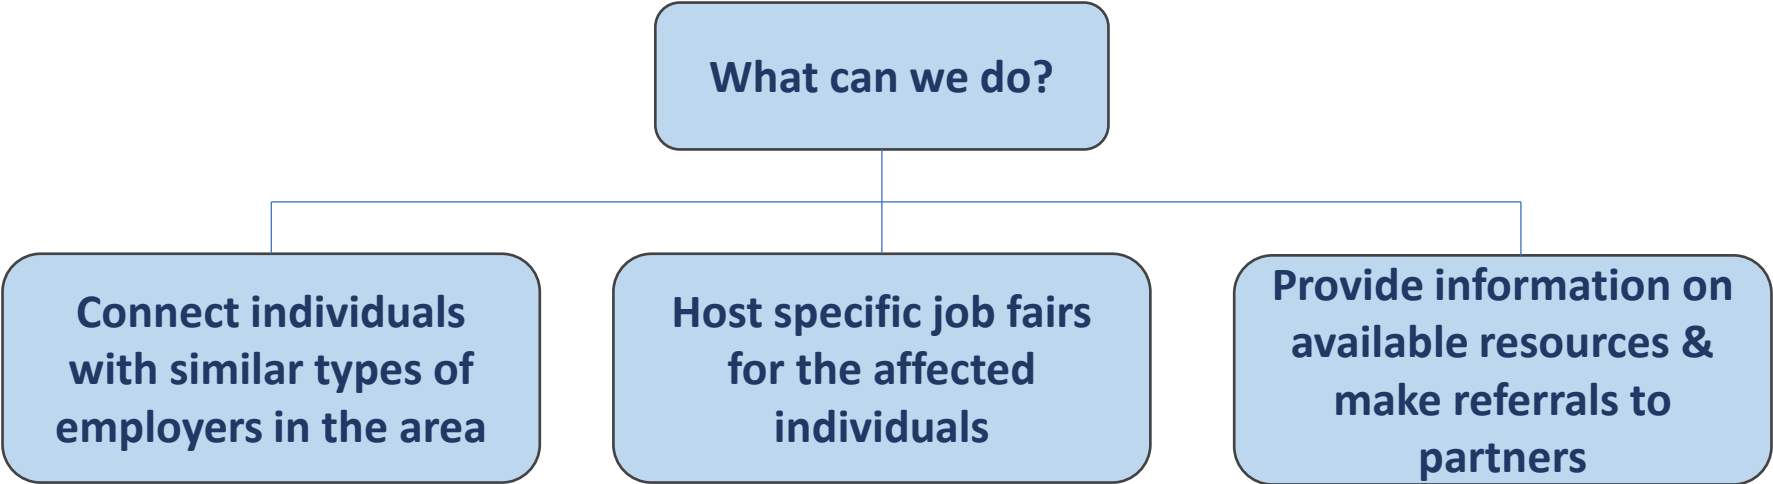 What can we do?
Connect individuals
with similar types of
employers in the area
Host specific job fairs
for the affected
individuals
Provide information on
available resources &
make referrals to
partners